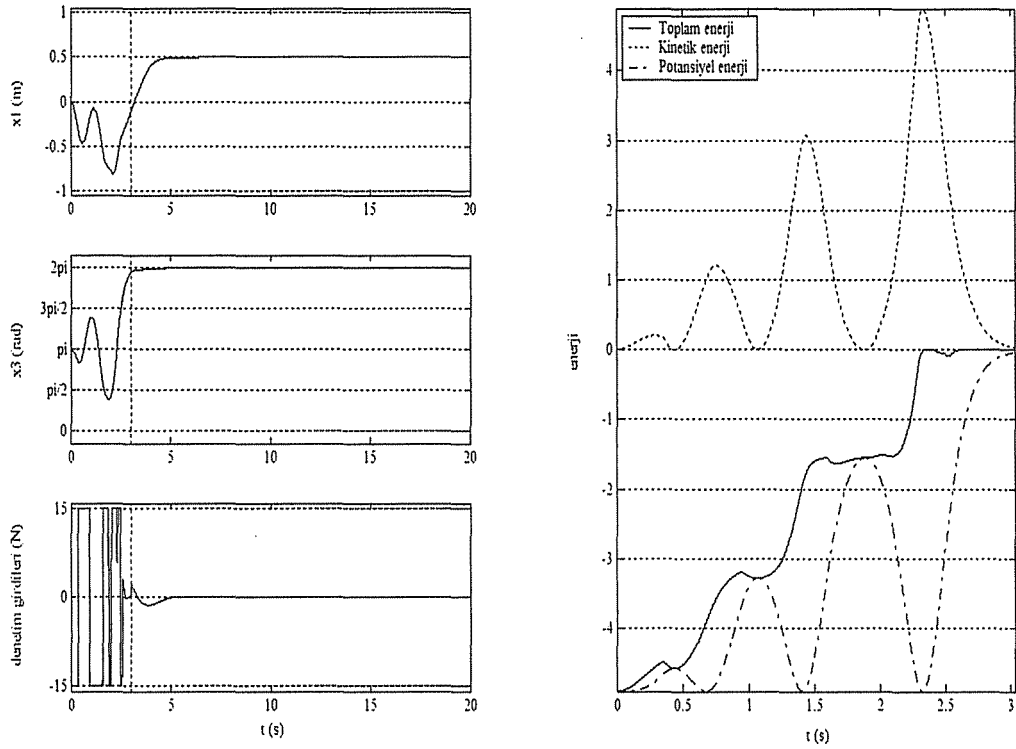 1
0.5
0
-0.5
-1
x1 (m)
0 5 10 15 20
2pi
3pi/2
pi
pi/2
0
x3 (rad)
0 5 10 15 20
15
0
-15
denetim girdileri (N)
0 5 10 15 20
t (s)
Toplam enerji
Kinetik enerji
Potansiyel enerji
4
3
2
1
0
-1
-2
-3
-4
enerji
0 0.5 1 1.5 2 2.5 3
t (s)